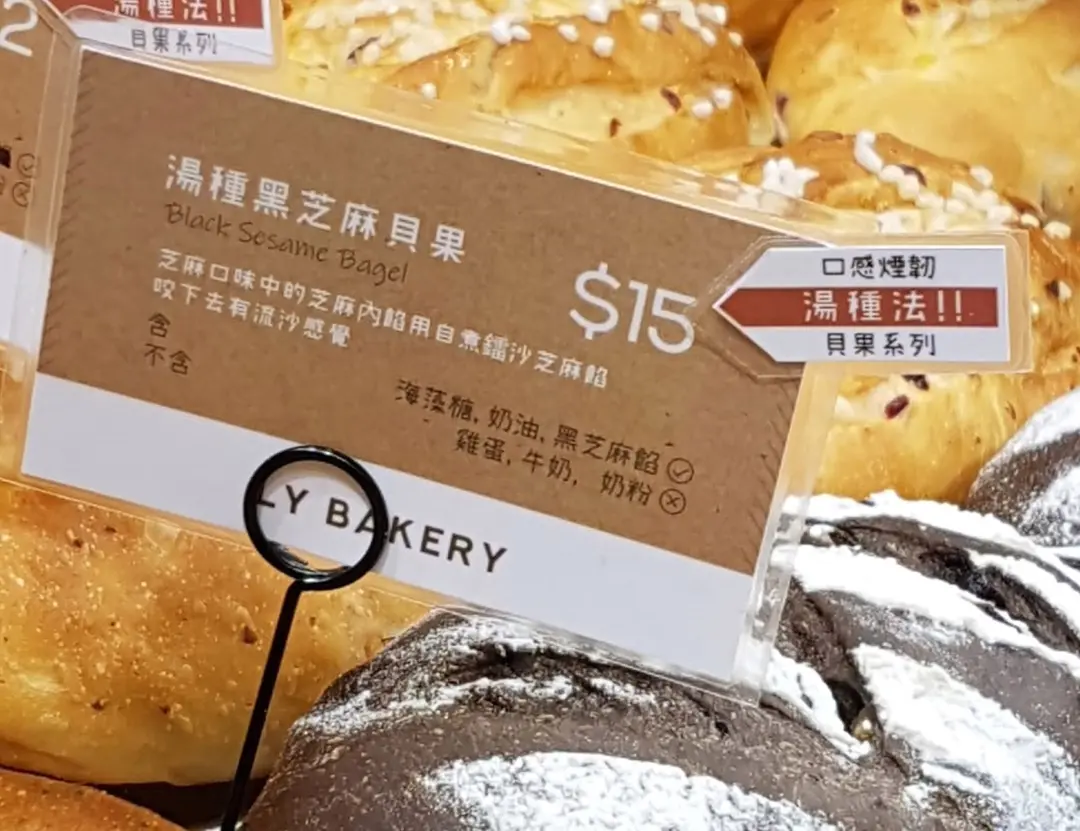 湯種法!!
貝果系列
2
湯種黑芝麻貝果
Black Sesame Bagel
芝麻口味中的芝麻內餡用自煮鐳沙芝麻餡
咬下去有流沙感覺
$15
口感煙韌
湯種法!!
貝果系列
含
海藻糖, 奶油, 黑芝麻餡
不含
雞蛋, 牛奶, 奶粉
LY BAKERY